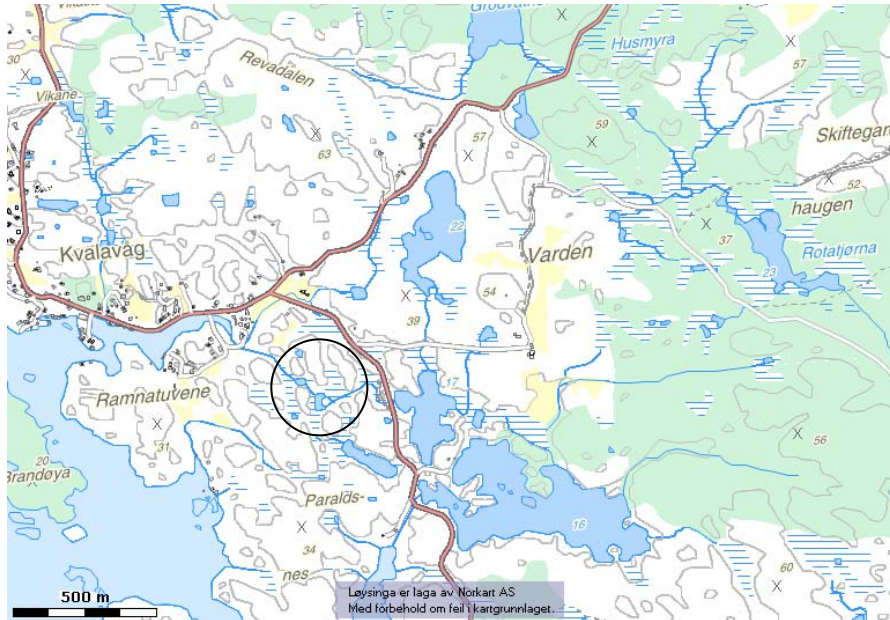 Husmyra
57
30
Revadalen
Vikane
63
57
59
Skiftegar
52
haugen
22
37
Kvalavåg
Varden
Rotatjørna
23
54
39
17
Ramnatuvene
31
56
20
Brandøya
Paralds-
16
34
nes
60
500 m
Løysinga er laga av Norkart AS
Med forbehold om feil i kartgrunnlaget.